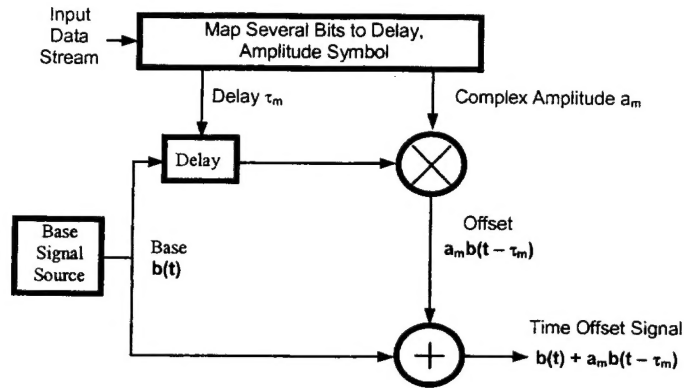 Input
Data
Stream
Map Several Bits to Delay,
Amplitude Symbol
Delay τm
Complex Amplitude am
Delay
Base
Signal
Source
Base
b(t)
Offset
amb(t – τm)
Time Offset Signal
b(t) + amb(t – τm)